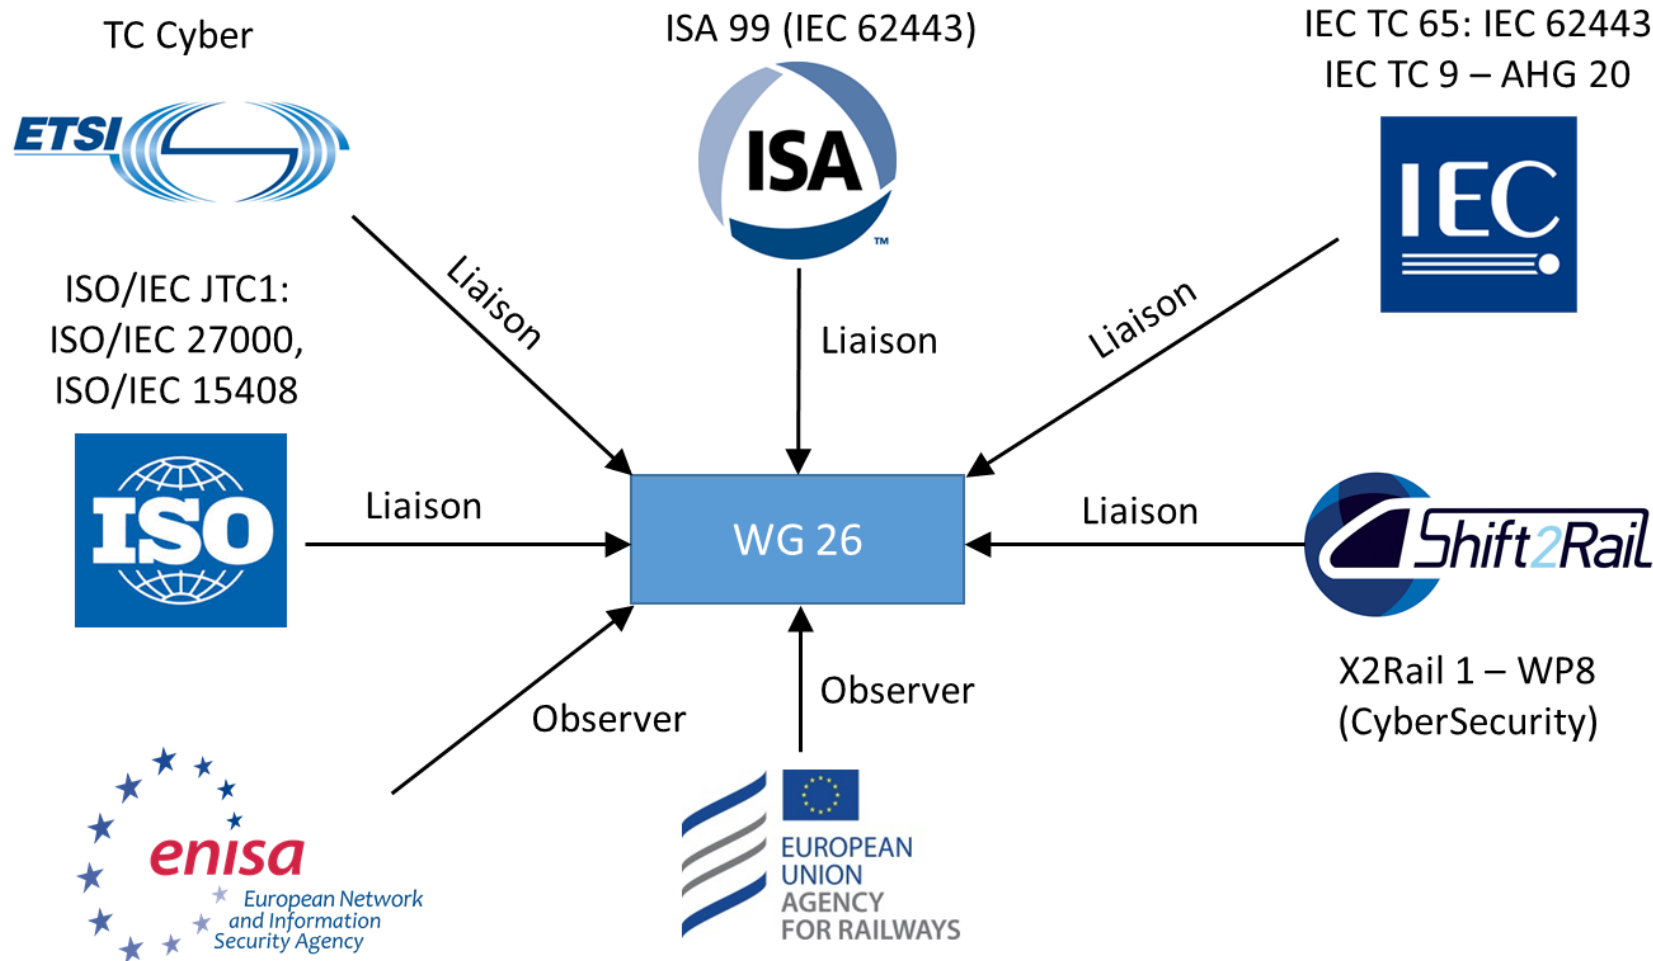 TC Cyber
ETSI
ISA 99 (IEC 62443)
ISA
TM
IEC TC 65: IEC 62443
IEC TC 9 – AHG 20
IEC
Liaison
Liaison
Liaison
ISO/IEC JTC1:
ISO/IEC 27000,
ISO/IEC 15408
ISO
Liaison
WG 26
Liaison
Shift2Rail
X2Rail 1 – WP8
(CyberSecurity)
Observer
Observer
enisa
European Network
and Information
Security Agency
EUROPEAN
UNION
AGENCY
FOR RAILWAYS